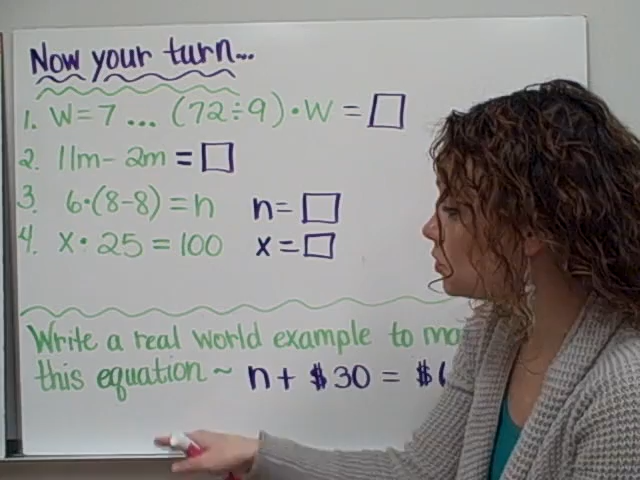 Now your turn...
1. W=7 ... (72÷9)•W = □
2. 11m - 2m = □
3. 6•(8-8) = n n= □
4. x • 25 = 100 x = □
Write a real world example to
this equation ~ n + $30 =